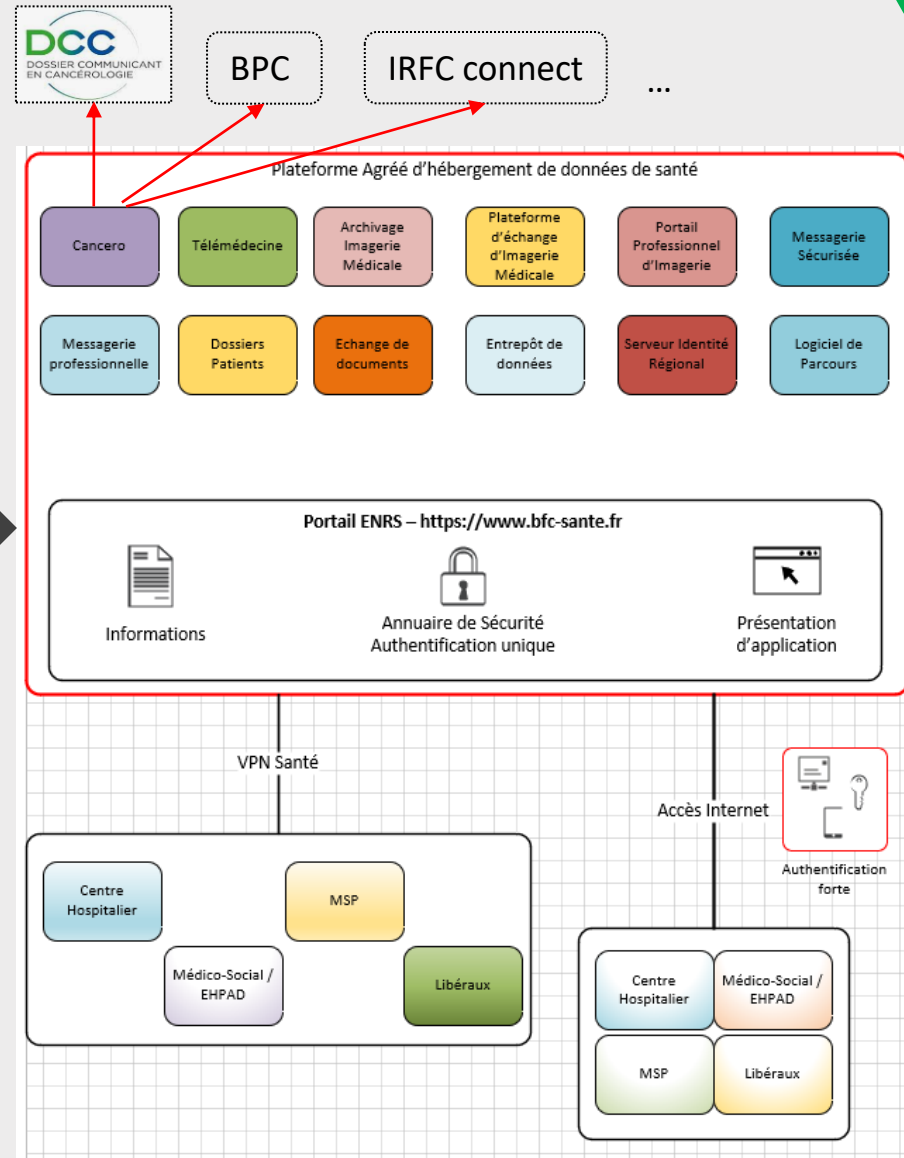 DCC
DOSSIER COMMUNICANT
EN CANCÉROLOGIE
BPC
IRFC connect
...
Plateforme Agréé d'hébergement de données de santé
Cancero
Télémédecine
Archivage
Imagerie
Médicale
Plateforme
d'échange
d'Imagerie
Médicale
Portail
Professionnel
d'Imagerie
Messagerie
Sécurisée
Messagerie
professionnelle
Dossiers
Patients
Echange de
documents
Entrepôt de
données
Serveur Identité
Régional
Logiciel de
Parcours
Portail ENRS – https://www.bfc-sante.fr
Informations
Annuaire de Sécurité
Authentification unique
Présentation
d'application
VPN Santé
Accès Internet
Authentification
forte
Centre
Hospitalier
MSP
Médico-Social /
EHPAD
Libéraux
Centre
Hospitalier
Médico-Social /
EHPAD
MSP
Libéraux